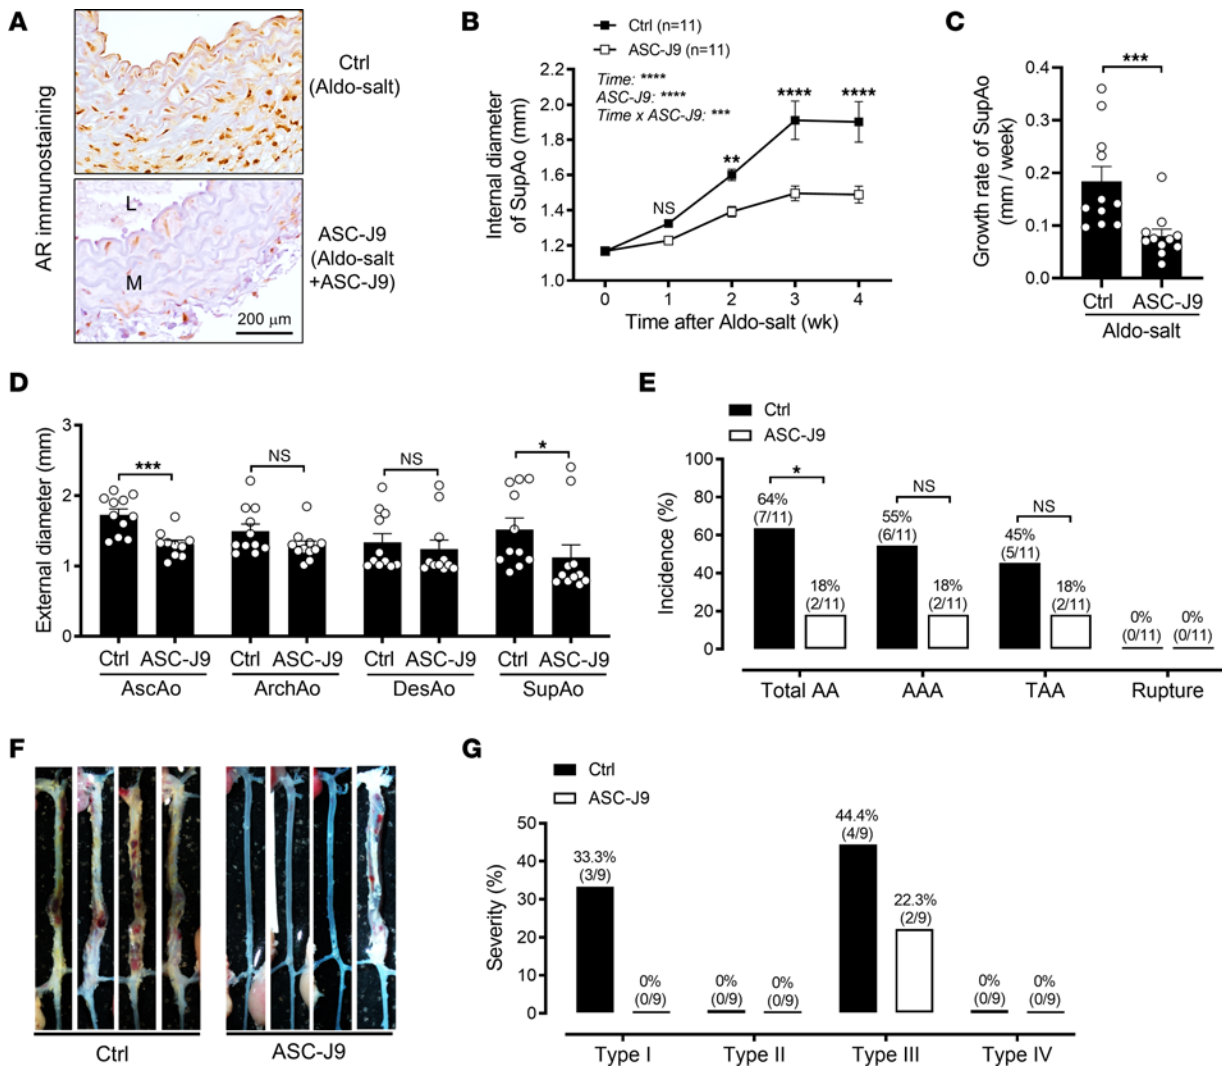 A
AR immunostaining
Ctrl
(Aldo-salt)
L
M
ASC-J9
(Aldo-salt
+ASC-J9)
200 µm
B
Ctrl (n=11)
ASC-J9 (n=11)
Time: ****
ASC-J9: ****
Time x ASC-J9: ***
Internal diameter
of SupAo (mm)
2.2
2.0
1.8
1.6
1.4
1.2
1.0
NS
**
****
****
0 1 2 3 4
Time after Aldo-salt (wk)
C
Growth rate of SupAo
(mm / week)
0.4
0.3
0.2
0.1
0.0
***
Ctrl ASC-J9
Aldo-salt
D
External diameter (mm)
3
2
1
0
***
NS
NS
*
Ctrl ASC-J9 Ctrl ASC-J9 Ctrl ASC-J9 Ctrl ASC-J9
AscAo ArchAo DesAo SupAo
E
Ctrl
ASC-J9
Incidence (%)
100
80
60
40
20
0
*
NS
NS
64%
(7/11)
18%
(2/11)
55%
(6/11)
18%
(2/11)
45%
(5/11)
18%
(2/11)
0%
(0/11)
0%
(0/11)
Total AA AAA TAA Rupture
F
Ctrl
ASC-J9
G
Ctrl
ASC-J9
Severity (%)
50
40
30
20
10
0
33.3%
(3/9)
0%
(0/9)
0%
(0/9)
0%
(0/9)
44.4%
(4/9)
22.3%
(2/9)
0%
(0/9)
0%
(0/9)
Type I Type II Type III Type IV